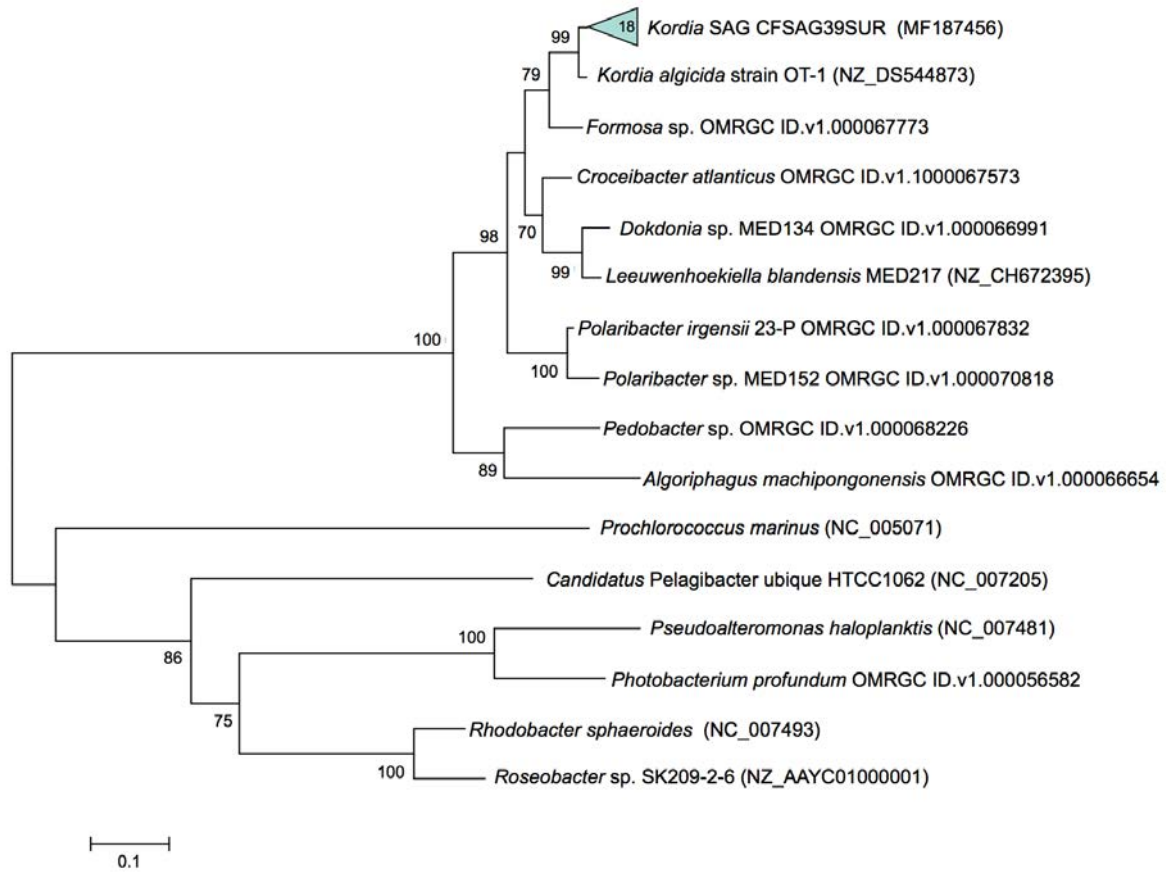 99
18
Kordia SAG CFSAG39SUR (MF187456)
79
Kordia algicida strain OT-1 (NZ_DS544873)
Formosa sp. OMRGC ID.v1.000067773
Croceibacter atlanticus OMRGC ID.v1.1000067573
98
70
Dokdonia sp. MED134 OMRGC ID.v1.000066991
99
Leeuwenhoekiella blandensis MED217 (NZ_CH672395)
100
Polaribacter irgensii 23-P OMRGC ID.v1.000067832
100
Polaribacter sp. MED152 OMRGC ID.v1.000070818
Pedobacter sp. OMRGC ID.v1.000068226
89
Algoriphagus machipongonensis OMRGC ID.v1.000066654
Prochlorococcus marinus (NC_005071)
Candidatus Pelagibacter ubique HTCC1062 (NC_007205)
100
Pseudoalteromonas haloplanktis (NC_007481)
86
Photobacterium profundum OMRGC ID.v1.000056582
75
Rhodobacter sphaeroides (NC_007493)
100
Roseobacter sp. SK209-2-6 (NZ_AAYC01000001)
0.1